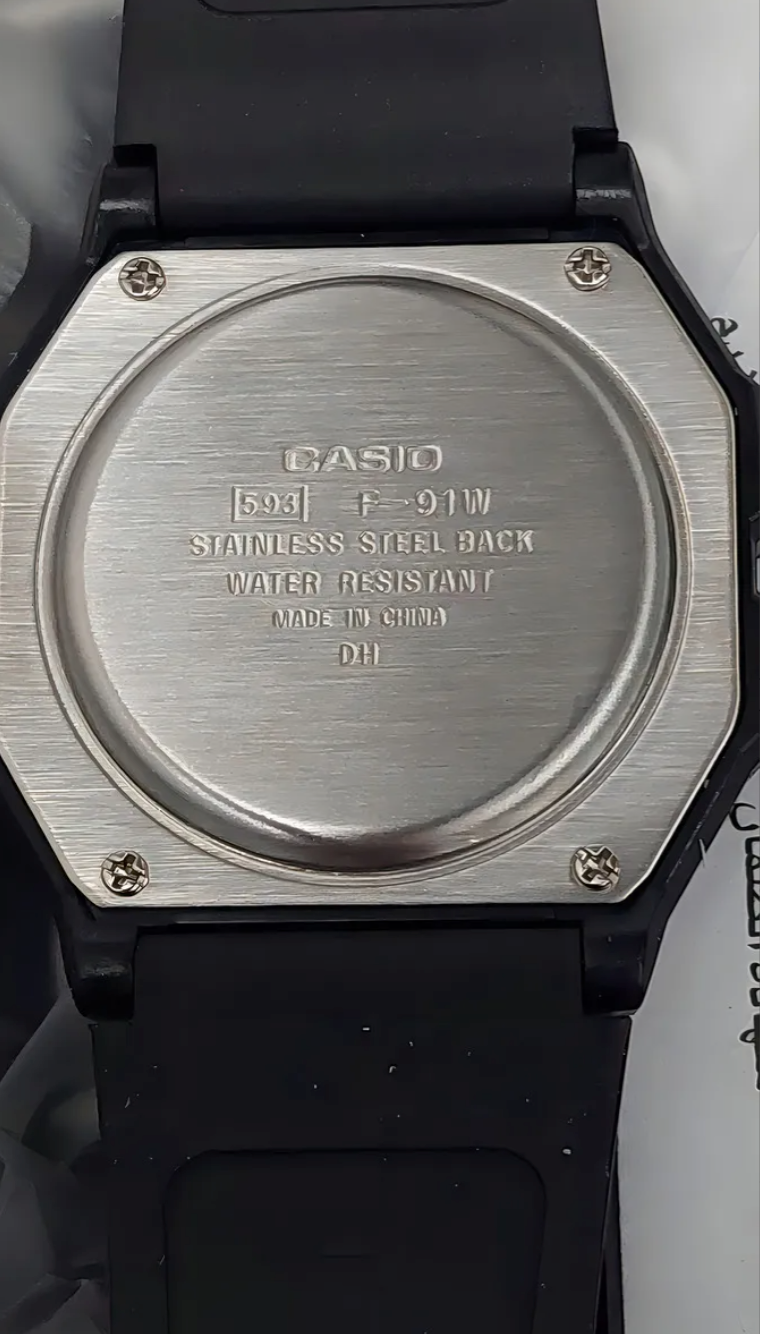 CASIO
593 F-91W
STAINLESS STEEL BACK
WATER RESISTANT
MADE IN CHINA
DH